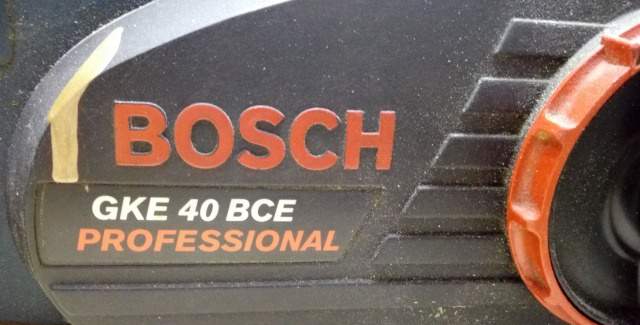 BOSCH
GKE 40 BCE
PROFESSIONAL